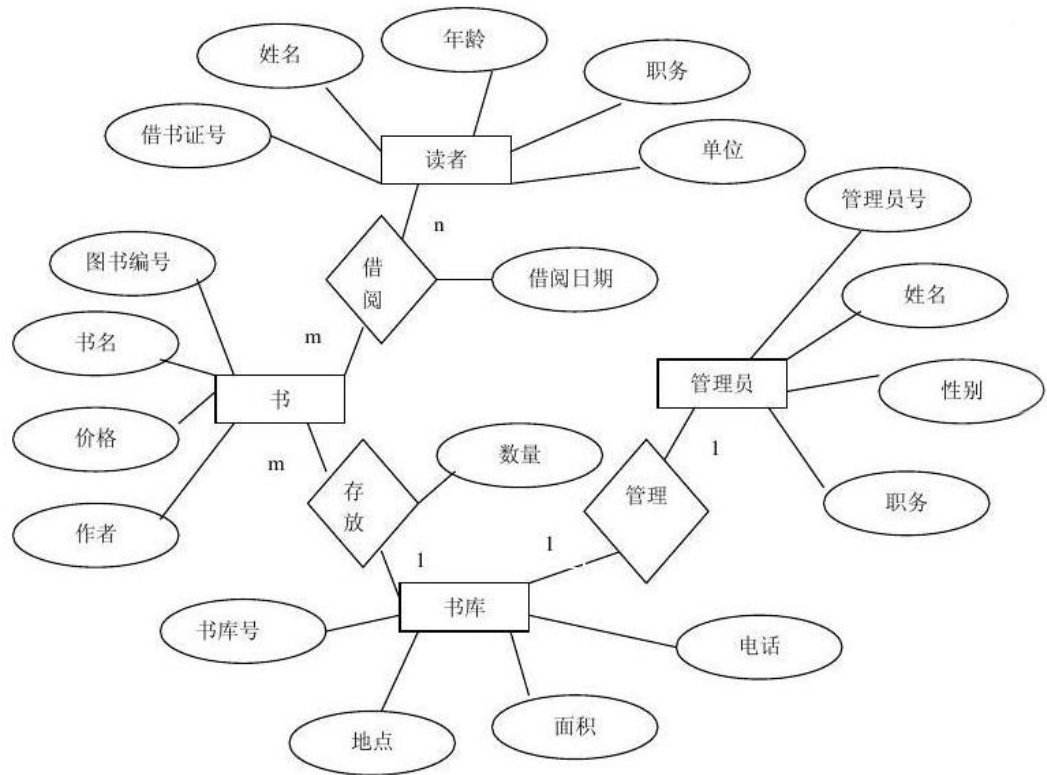 年龄
姓名
职务
借书证号
读者
单位
管理员号
n
图书编号
借
阅
借阅日期
姓名
书名
m
书
管理员
性别
价格
m
数量
1
存
放
管理
职务
作者
1
1
书库
书库号
电话
地点
面积